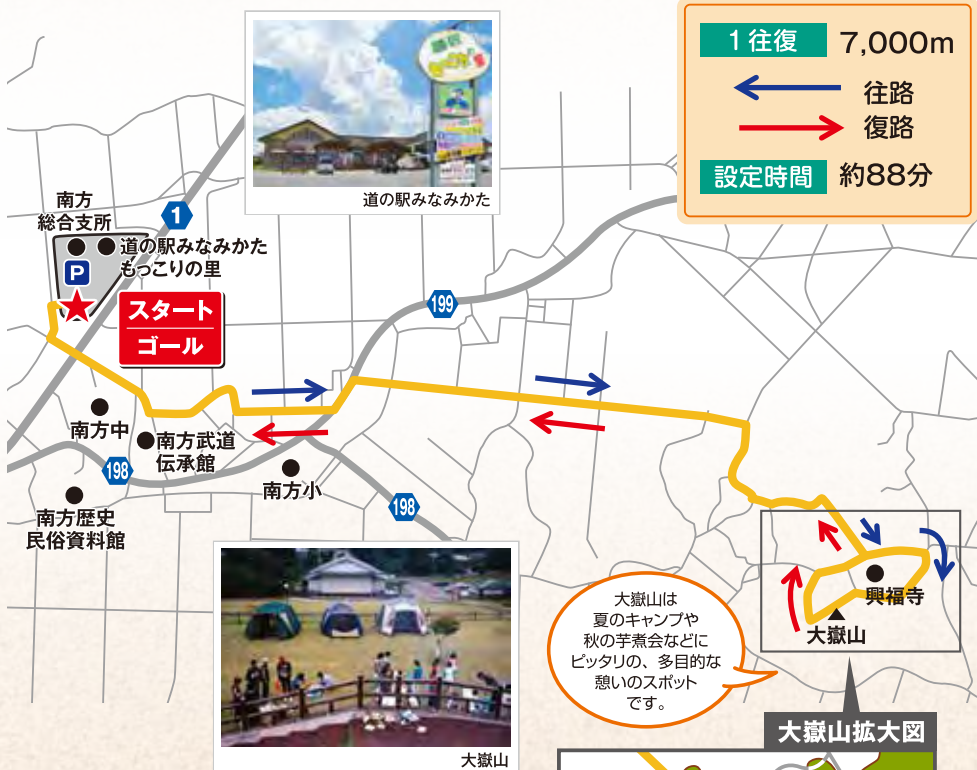 1往復 7,000m
往路
復路
設定時間 約88分
道の駅みなみかた
南方
総合支所
1
道の駅みなみかた
もっこりの里
P
スタート
ゴール
199
南方中
南方武道
伝承館
198
南方小
198
南方歴史
民俗資料館
興福寺
大嶽山
大嶽山は
夏のキャンプや
秋の芋煮会などに
ピッタリの、多目的な
憩いのスポット
です。
大嶽山拡大図
大嶽山